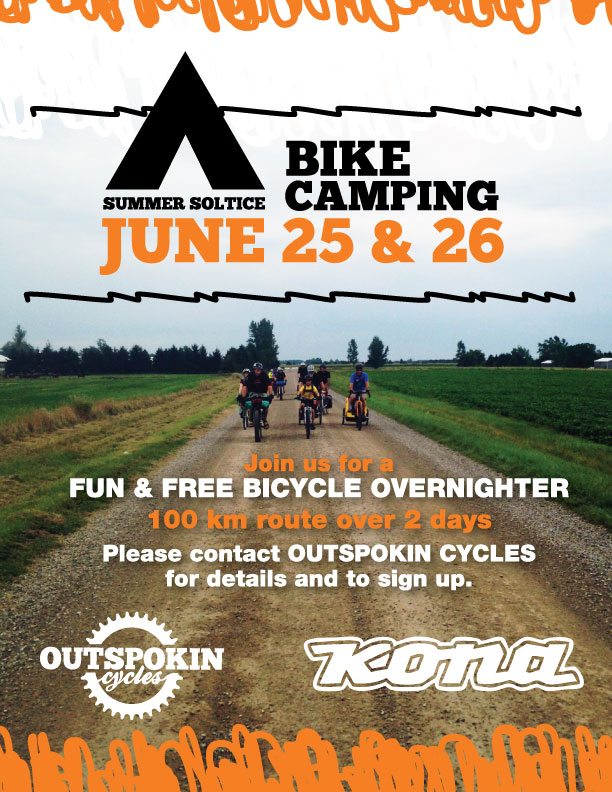 BIKE
CAMPING
SUMMER SOLTICE
JUNE 25 & 26
Join us for a
FUN & FREE BICYCLE OVERNIGHTER
100 km route over 2 days
Please contact OUTSPOKIN CYCLES
for details and to sign up.
OUTSPOKIN
cycles
KONA